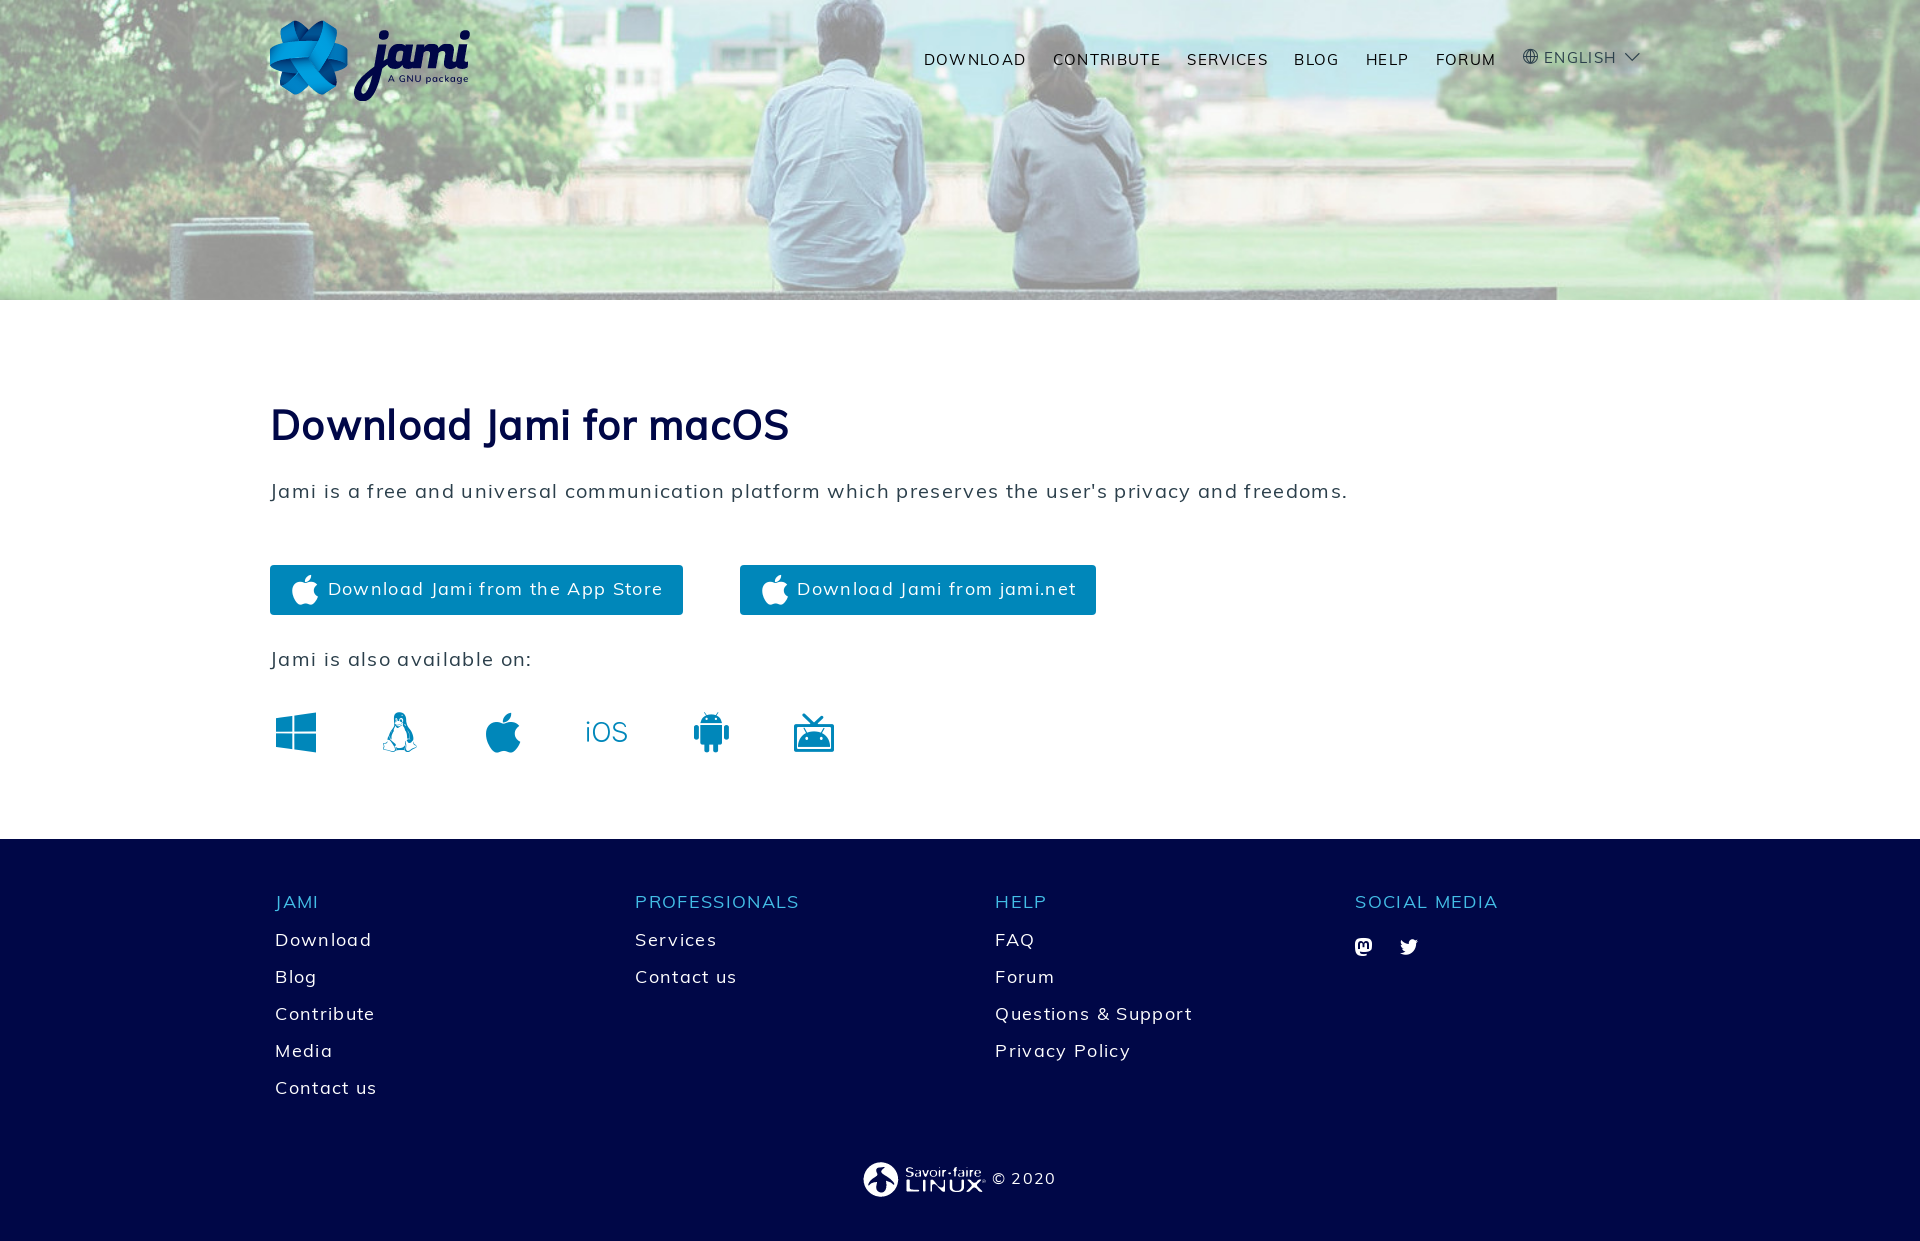 jami
A GNU package
DOWNLOAD CONTRIBUTE SERVICES BLOG HELP FORUM ENGLISH
Download Jami for macOS
Jami is a free and universal communication platform which preserves the user's privacy and freedoms.
Download Jami from the App Store
Download Jami from jami.net
Jami is also available on:
iOS
JAMI
Download
Blog
Contribute
Media
Contact us
PROFESSIONALS
Services
Contact us
HELP
FAQ
Forum
Questions & Support
Privacy Policy
SOCIAL MEDIA
Savoir-faire
LINUX
© 2020